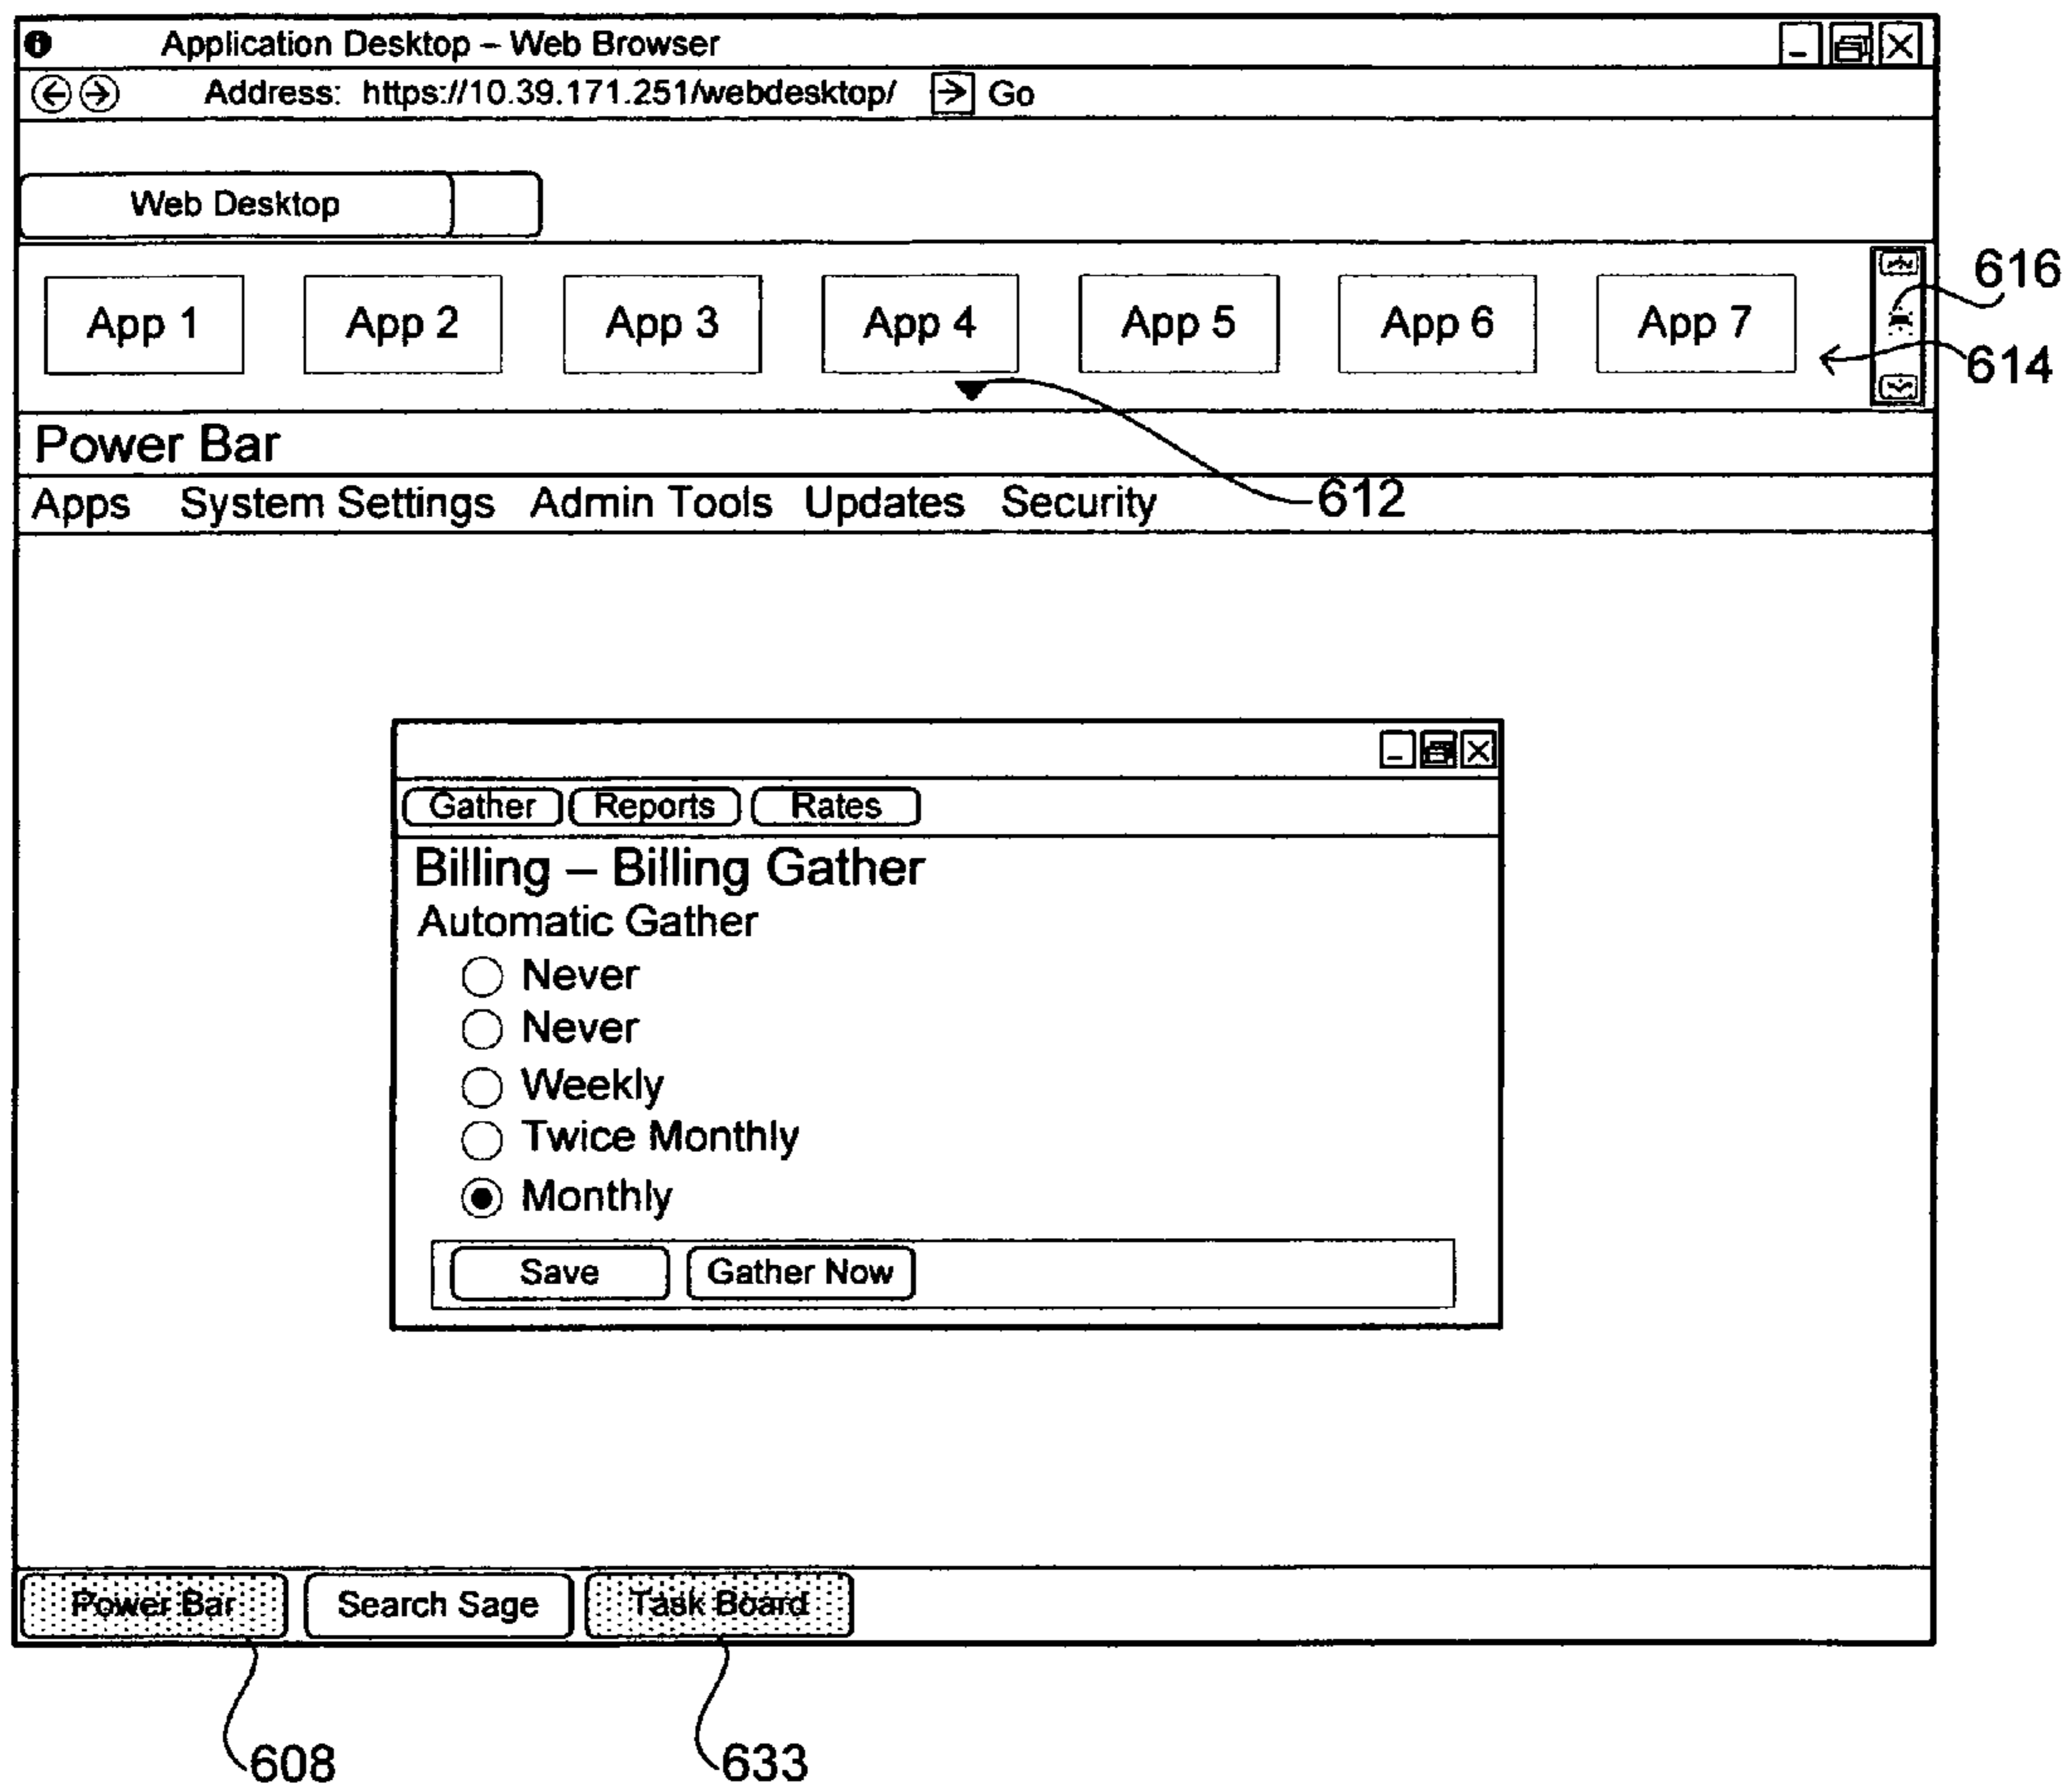 Application Desktop – Web Browser
Address: https://10.39.171.251/webdesktop/ Go
Web Desktop
App 1 App 2 App 3 App 4 App 5 App 6 App 7
616
614
Power Bar
Apps System Settings Admin Tools Updates Security
612
Gather Reports Rates
Billing – Billing Gather
Automatic Gather
Never
Never
Weekly
Twice Monthly
Monthly
Save Gather Now
Power Bar Search Sage Task Board
608 633